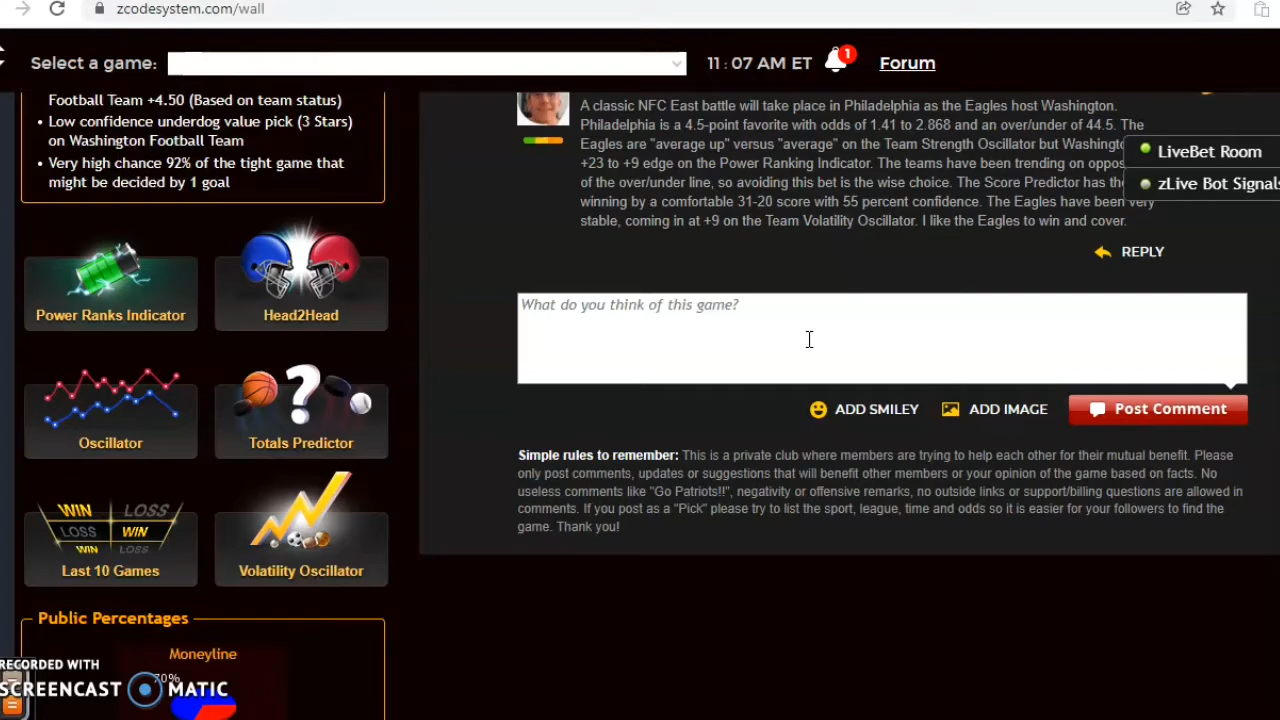 zcodesystem.com/wall
Select a game:
11:07 AM ET
1
Forum
Football Team +4.50 (Based on team status)
• Low confidence underdog value pick (3 Stars)
on Washington Football Team
• Very high chance 92% of the tight game that
might be decided by 1 goal
Power Ranks Indicator
Head2Head
Oscillator
?
Totals Predictor
WIN LOSS
LOSS WIN
WIN LOSS
Last 10 Games
Volatility Oscillator
Public Percentages
Moneyline
70%
RECORDED WITH
SCREENCAST MATIC
A classic NFC East battle will take place in Philadelphia as the Eagles host Washington.
Philadelphia is a 4.5-point favorite with odds of 1.41 to 2.868 and an over/under of 44.5. The
Eagles are "average up" versus "average" on the Team Strength Oscillator but
+23 to +9 edge on the Power Ranking Indicator. The teams have been trending on
of the over/under line, so avoiding this bet is the wise choice. The Score Predictor has
winning by a comfortable 31-20 score with 55 percent confidence. The Eagles have been very
stable, coming in at +9 on the Team Volatility Oscillator. I like the Eagles to win and cover.
LiveBet Room
zLive Bot Signals
REPLY
What do you think of this game?
ADD SMILEY
ADD IMAGE
Post Comment
Simple rules to remember: This is a private club where members are trying to help each other for their mutual benefit. Please
only post comments, updates or suggestions that will benefit other members or your opinion of the game based on facts. No
useless comments like "Go Patriots!!", negativity or offensive remarks, no outside links or support/billing questions are allowed in
comments. If you post as a "Pick" please try to list the sport, league, time and odds so it is easier for your followers to find the
game. Thank you!